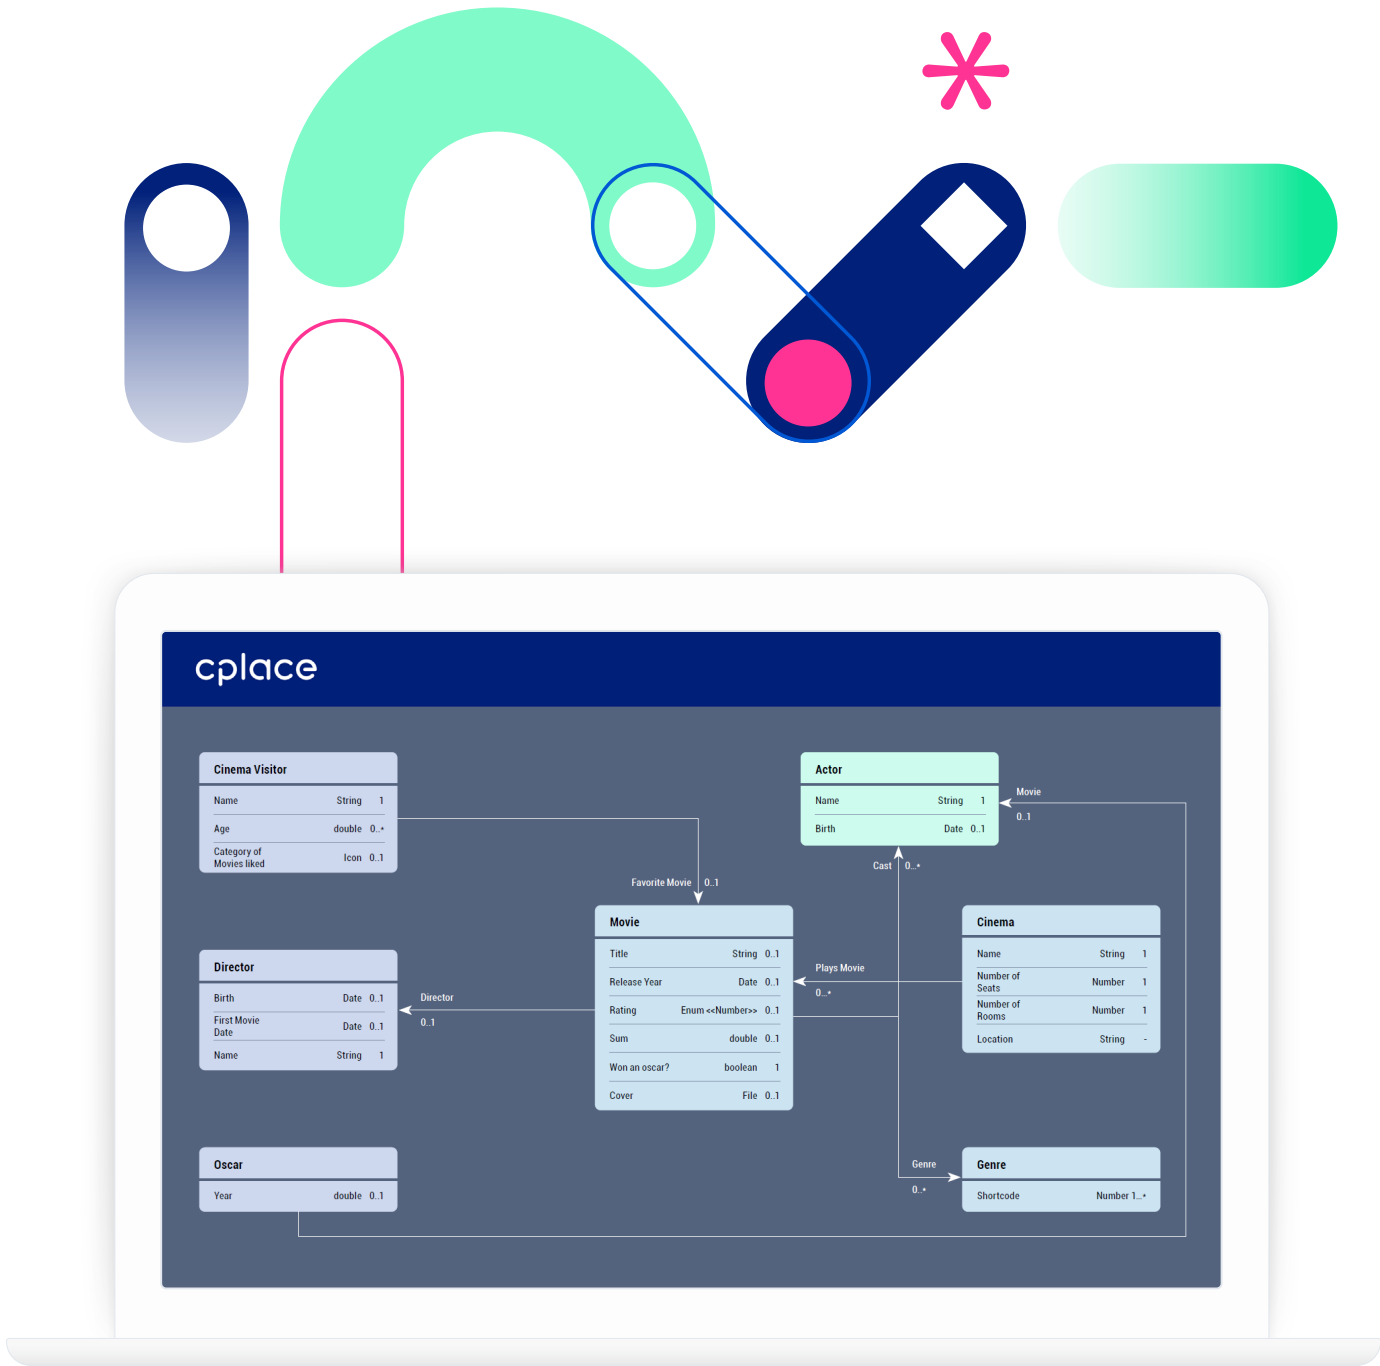 cplace
Cinema Visitor
Name String 1
Age double 0..*
Category of
Movies liked Icon 0..1
Actor
Name String 1
Birth Date 0..1
Movie
0..1
Cast 0...*
Favorite Movie 0..1
Movie
Title String 0..1
Release Year Date 0..1
Rating Enum <<Number>> 0..1
Sum double 0..1
Won an oscar? boolean 1
Cover File 0..1
Plays Movie
0...*
Cinema
Name String 1
Number of
Seats Number 1
Number of
Rooms Number 1
Location String -
Director
Birth Date 0..1
First Movie
Date Date 0..1
Name String 1
Director
0..1
Oscar
Year double 0..1
Genre
0..*
Genre
Shortcode Number 1...*